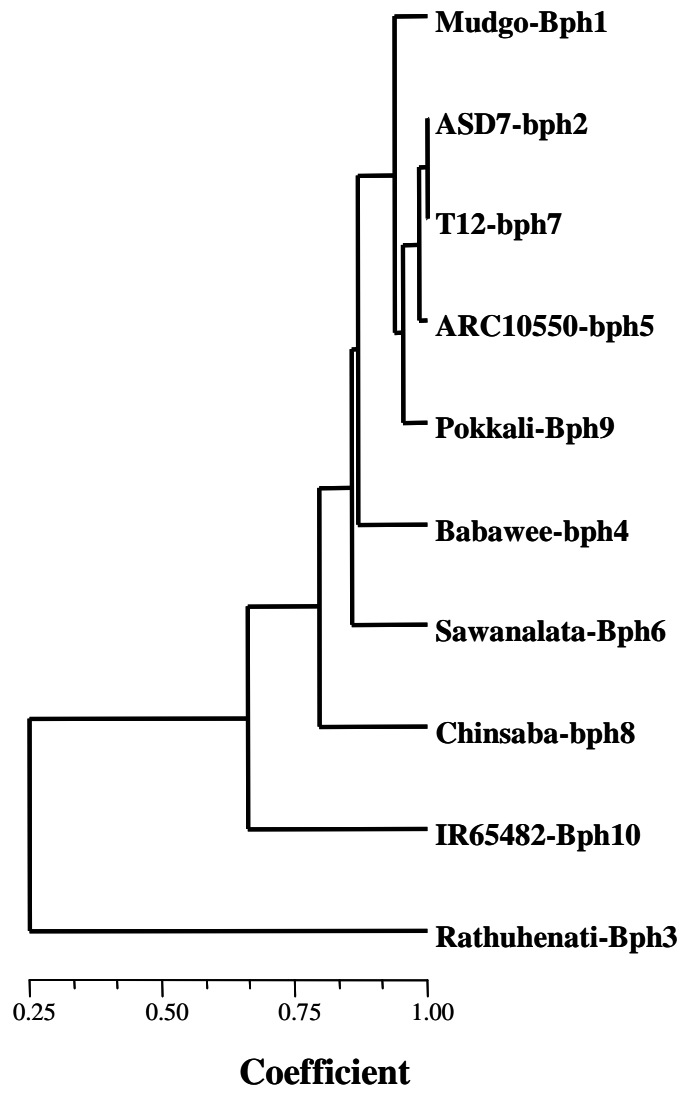 Mudgo-Bph1
ASD7-bph2
T12-bph7
ARC10550-bph5
Pokkali-Bph9
Babawee-bph4
Sawanalata-Bph6
Chinsaba-bph8
IR65482-Bph10
Rathuhenati-Bph3
0.25 0.50 0.75 1.00
Coefficient